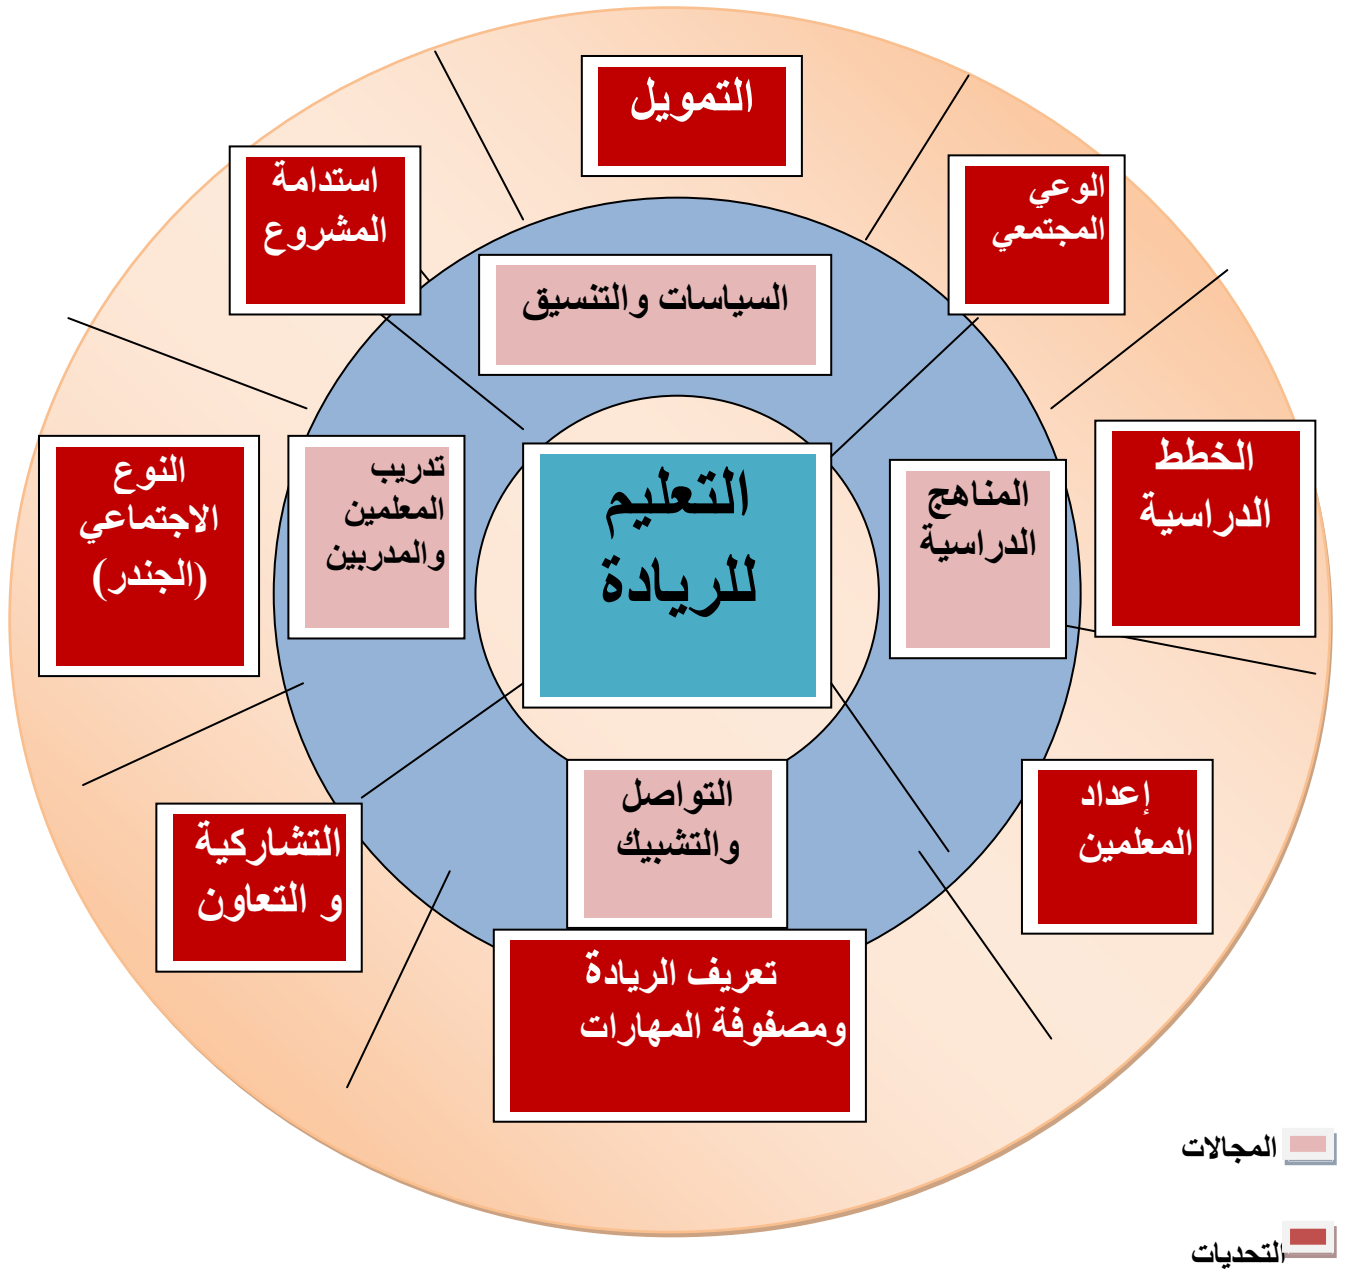 التمويل
الوعي
المجتمعي
استدامة
المشروع
السياسات والتنسيق
الخطط
الدراسية
المناهج
الدراسية
التعليم
للريادة
تدريب
المعلمين
والمدربين
النوع
الاجتماعي
(الجندر)
إعداد
المعلمين
التواصل
والتشبيك
التشاركية
و التعاون
تعريف الريادة
ومصفوفة المهارات
المجالات
التحديات